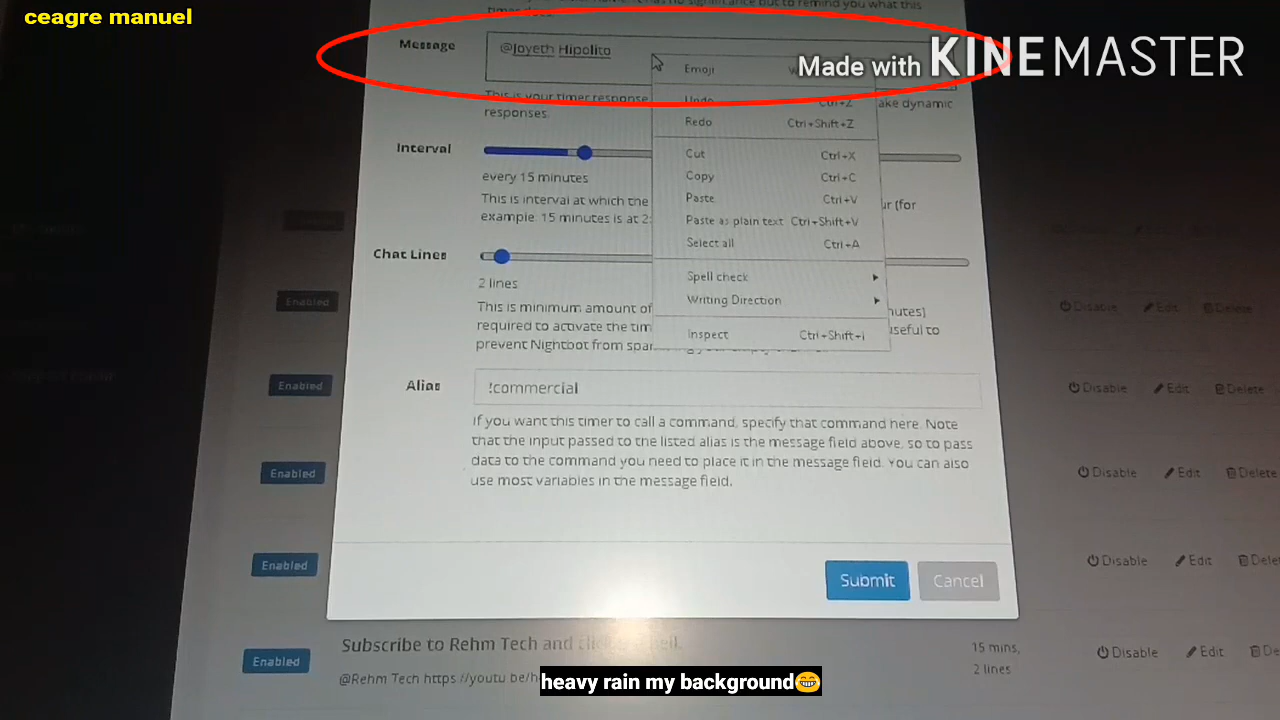 ceagre manuel
Made with KINEMASTER
Message
@Joyeth Hipolito
Emoji
This is your timer response
ake dynamic
responses.
Undo Ctrl+Z
Redo Ctrl+Shift+Z
Cut Ctrl+X
Copy Ctrl+C
Paste Ctrl+V
Paste as plain text Ctrl+Shift+V
Select all Ctrl+A
Spell check
Writing Direction
Inspect Ctrl+Shift+I
Interval
every 15 minutes
This is interval at which the
ur (for
example: 15 minutes is at
Chat Lines
2 lines
This is minimum amount of
nutes)
required to activate the tim
useful to
prevent Nightbot from spa
Alias
!commercial
If you want this timer to call a command, specify that command here. Note
that the input passed to the listed alias is the message field above, so to pass
data to the command you need to place it in the message field. You can also
use most variables in the message field.
Submit Cancel
Enabled Disable Edit Delete
Enabled Disable Edit Delete
Enabled Disable Edit Delete
Enabled Disable Edit Dele
Subscribe to Rehm Tech and
15 mins,
2 lines
Enabled Disable Edit De
@Rehm Tech https://youtu.be/h
heavy rain my background😁